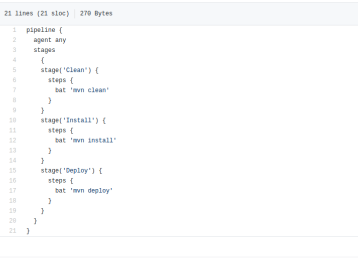 21 lines (21 sloc) 270 Bytes
1 pipeline {
2 agent any
3 stages
4 {
5 stage('Clean') {
6 steps {
7 bat 'mvn clean'
8 }
9 }
10 stage('Install') {
11 steps {
12 bat 'mvn install'
13 }
14 }
15 stage('Deploy') {
16 steps {
17 bat 'mvn deploy'
18 }
19 }
20 }
21 }